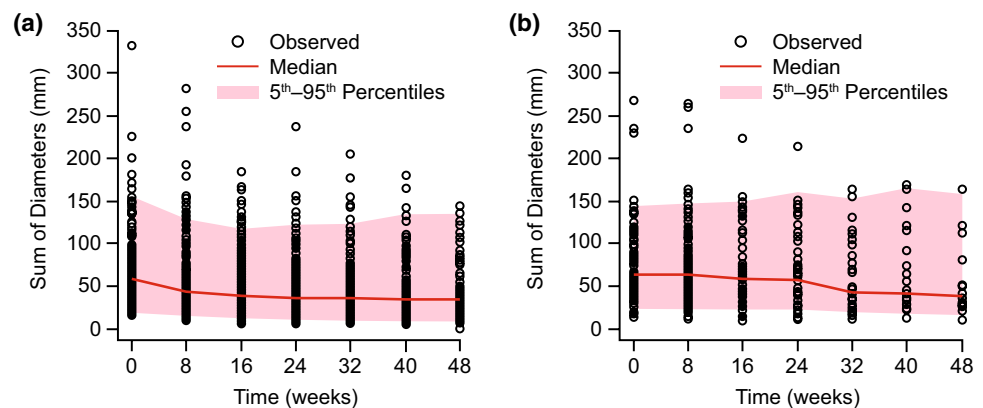 (a)
350
300
250
200
150
100
50
0
Sum of Diameters (mm)
Observed
Median
5th–95th Percentiles
0 8 16 24 32 40 48
Time (weeks)
(b)
350
300
250
200
150
100
50
0
Sum of Diameters (mm)
Observed
Median
5th–95th Percentiles
0 8 16 24 32 40 48
Time (weeks)